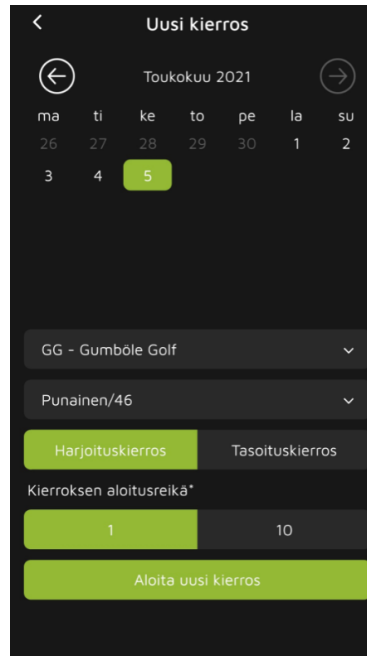 Uusi kierros
Toukokuu 2021
ma ti ke to pe la su
26 27 28 29 30 1 2
3 4 5
GG - Gumböle Golf
Punainen/46
Harjoituskierros Tasoituskierros
Kierroksen aloitusreikä*
1 10
Aloita uusi kierros